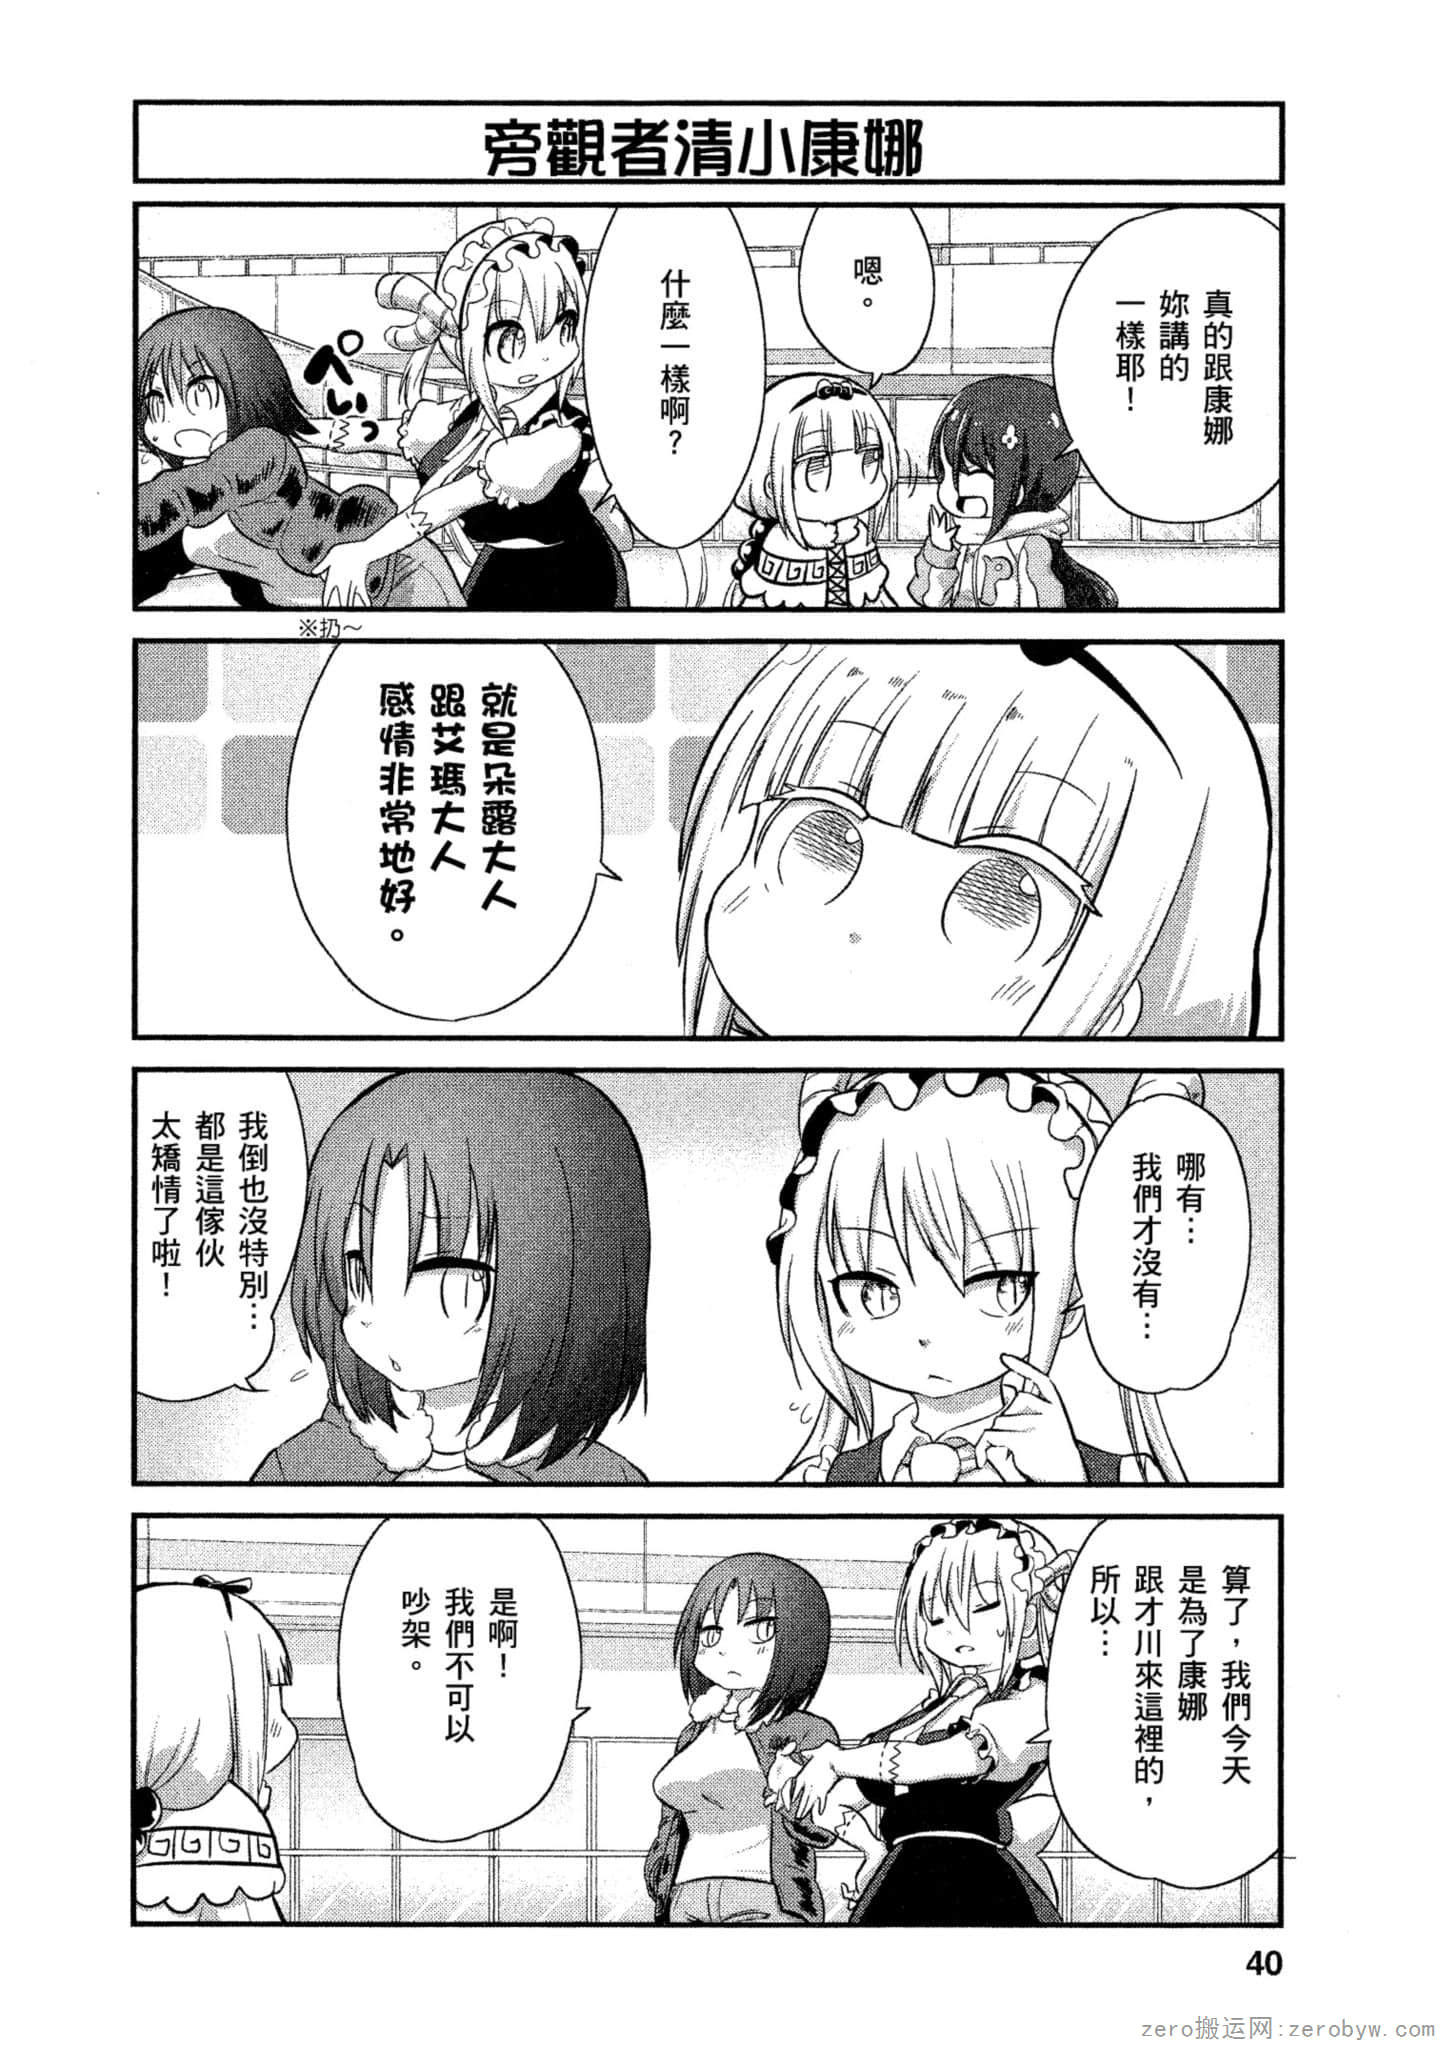 旁觀者清小康娜
真的跟康娜
妳講的
一樣耶！
嗯。
什麼一樣啊？
ぺいっ
※扔～
就是朵露大人
跟艾瑪大人
感情非常地好。
哪有…
我們才沒有…
我倒也沒特別…
都是這傢伙
太矯情了啦！
算了，我們今天
是為了康娜
跟才川來這裡的，
所以…
是啊！
我們不可以
吵架。
40
zero搬运网:zerobyw.com